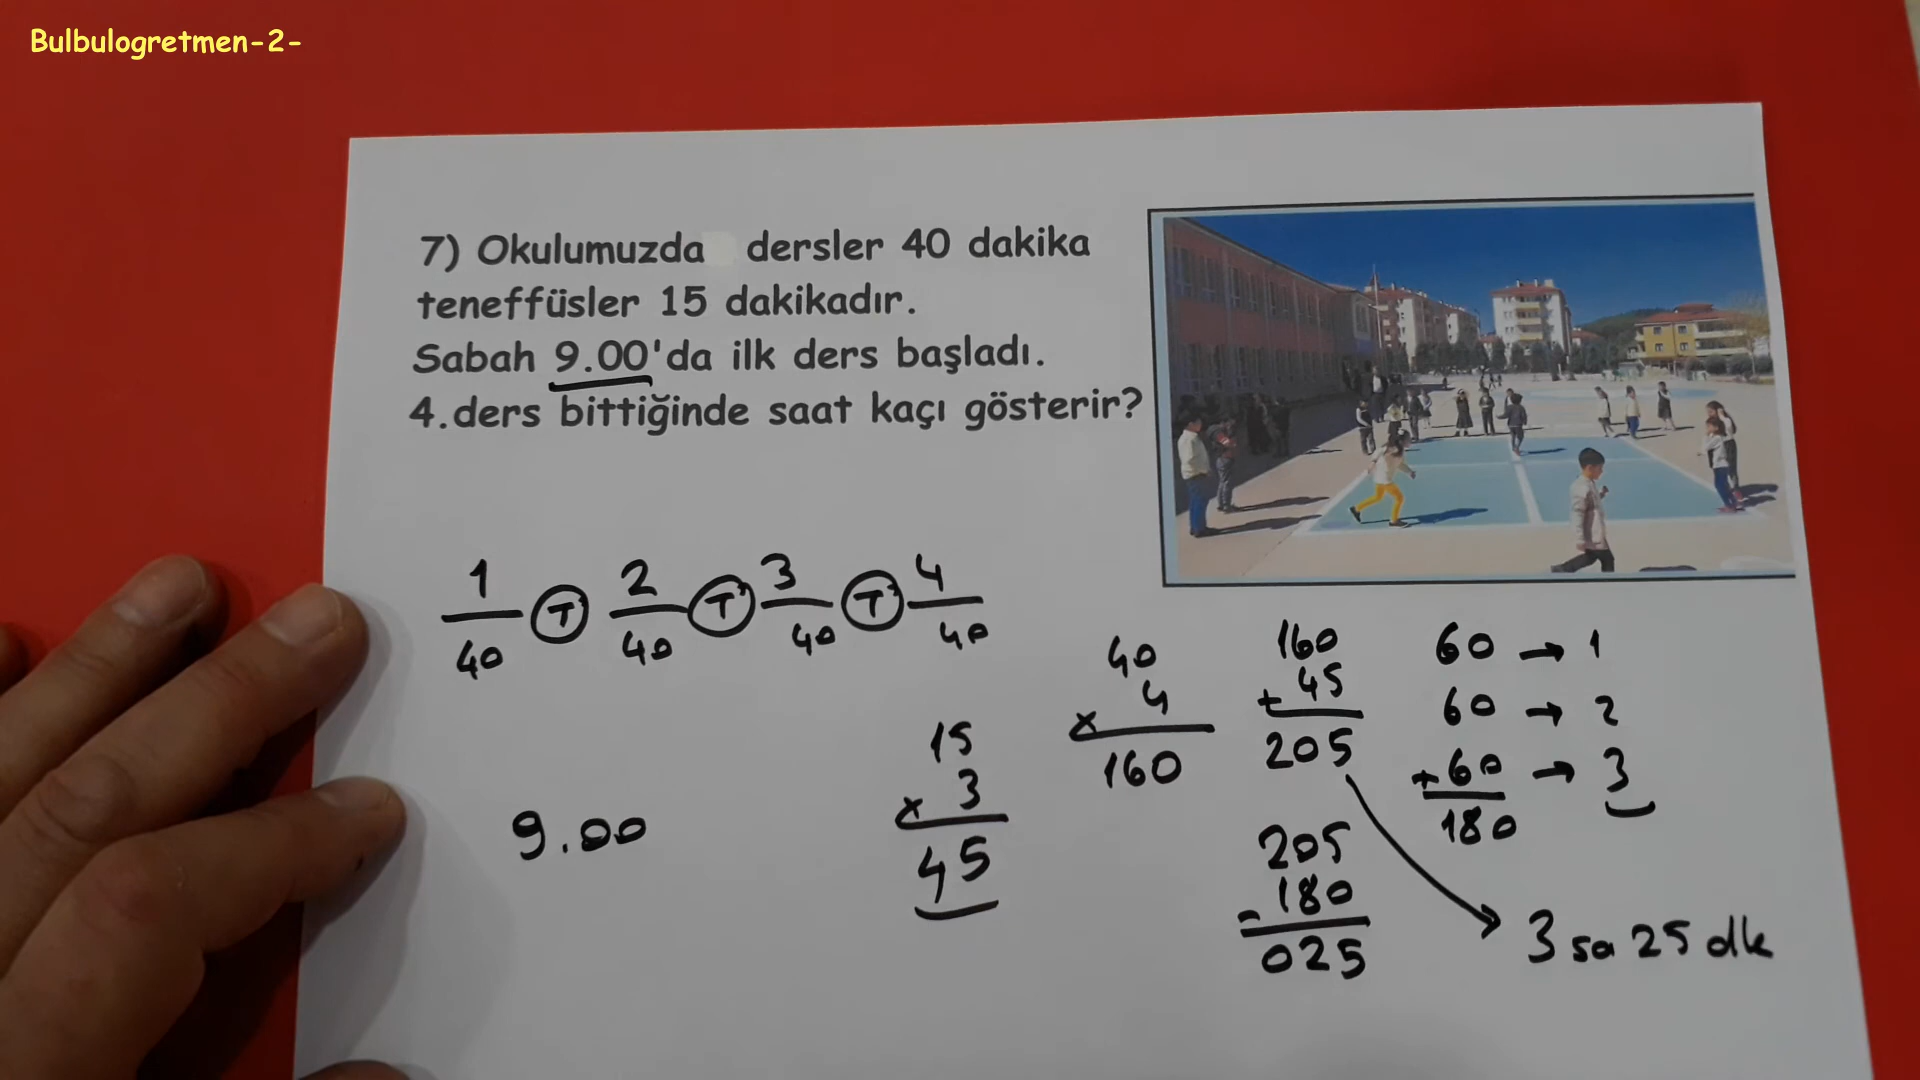 Bulbulogretmen-2-
7) Okulumuzda dersler 40 dakika
teneffüsler 15 dakikadır.
Sabah 9.00'da ilk ders başladı.
4.ders bittiğinde saat kaçı gösterir?
1 T 2 T 3 T 4
40 40 40 40
9.00
15
x 3
45
40
x 4
160
160
+ 45
205
205
- 180
025
60 → 1
60 → 2
+60 → 3
180
3 sa 25 dk